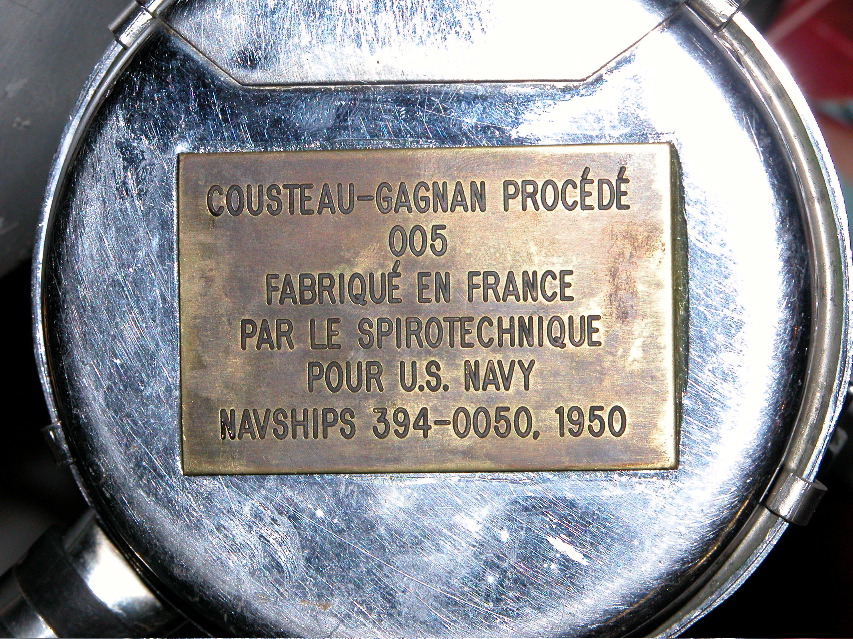 COUSTEAU-GAGNAN PROCÉDÉ
005
FABRIQUÉ EN FRANCE
PAR LE SPIROTECHNIQUE
POUR U.S. NAVY
NAVSHIPS 394-0050, 1950